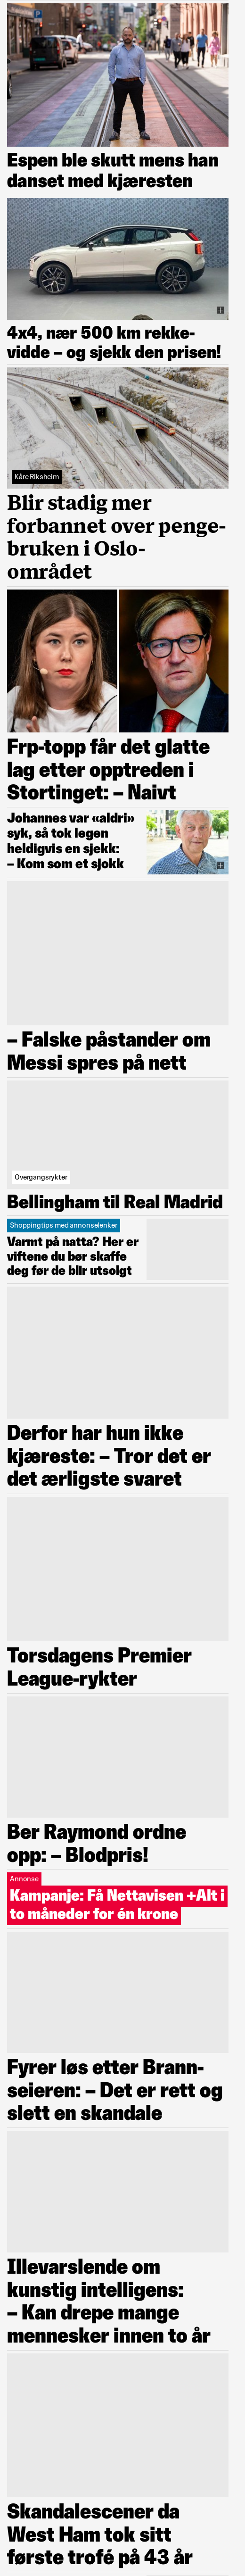 Espen ble skutt mens han
danset med kjæresten
4x4, nær 500 km rekke-
vidde – og sjekk den prisen!
Kåre Riksheim
Blir stadig mer
forbannet over penge-
bruken i Oslo-
området
Frp-topp får det glatte
lag etter opptreden i
Stortinget: – Naivt
Johannes var «aldri»
syk, så tok legen
heldigvis en sjekk:
– Kom som et sjokk
– Falske påstander om
Messi spres på nett
Overgangsrykter
Bellingham til Real Madrid
Shoppingtips med annonselenker
Varmt på natta? Her er
viftene du bør skaffe
deg før de blir utsolgt
Derfor har hun ikke
kjæreste: – Tror det er
det ærligste svaret
Torsdagens Premier
League-rykter
Ber Raymond ordne
opp: – Blodpris!
Annonse
Kampanje: Få Nettavisen +Alt i
to måneder for én krone
Fyrer løs etter Brann-
seieren: – Det er rett og
slett en skandale
Illevarslende om
kunstig intelligens:
– Kan drepe mange
mennesker innen to år
Skandalescener da
West Ham tok sitt
første trofé på 43 år